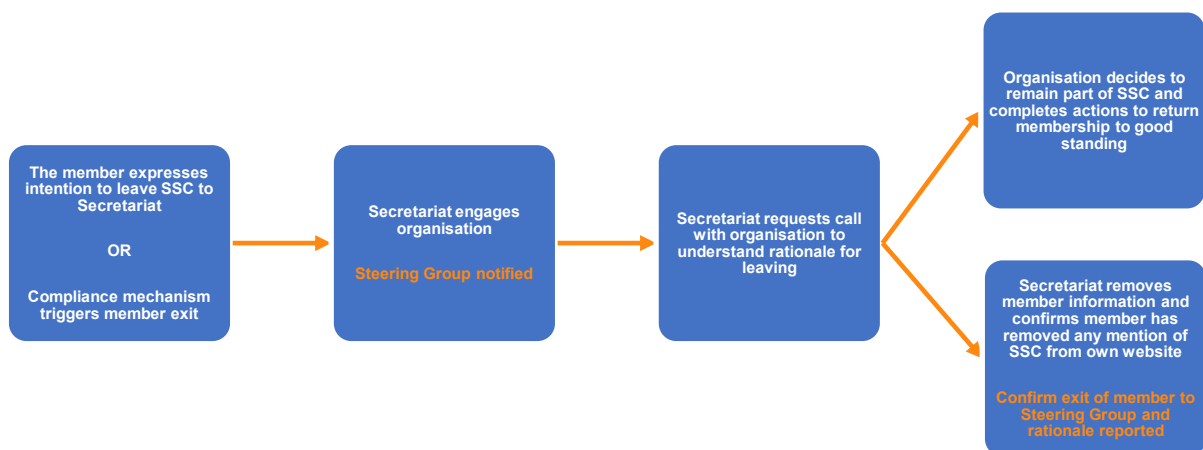 The member expresses
intention to leave SSC to
Secretariat
OR
Compliance mechanism
triggers member exit
Secretariat engages
organisation
Steering Group notified
Secretariat requests call
with organisation to
understand rationale for
leaving
Organisation decides to
remain part of SSC and
completes actions to return
membership to good
standing
Secretariat removes
member information and
confirms member has
removed any mention of
SSC from own website
Confirm exit of member to
Steering Group and
rationale reported